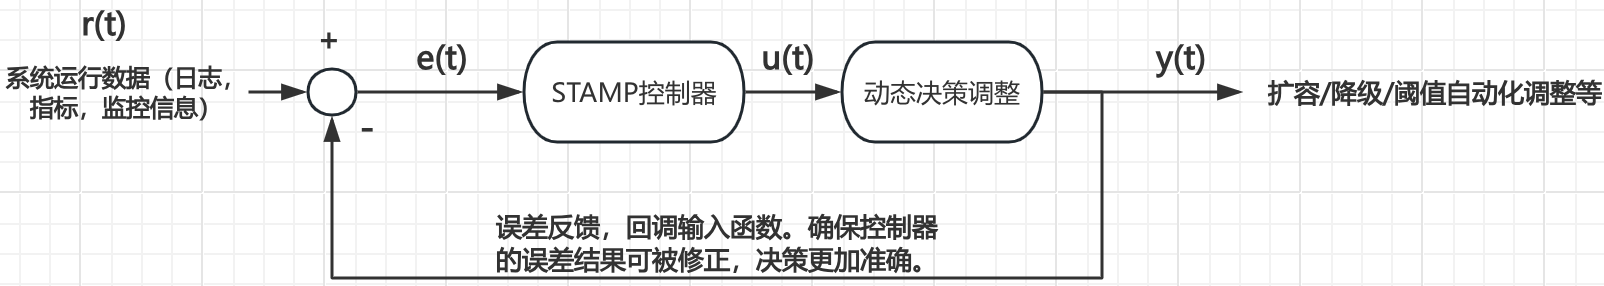 r(t)
系统运行数据（日志，
指标，监控信息）
+
-
e(t)
STAMP控制器
u(t)
动态决策调整
y(t)
扩容/降级/阈值自动化调整等
误差反馈，回调输入函数。确保控制器
的误差结果可被修正，决策更加准确。